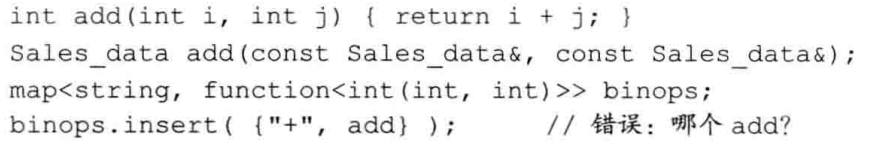 int add(int i, int j) { return i + j; }
Sales_data add(const Sales_data&, const Sales_data&);
map<string, function<int(int, int)>> binops;
binops.insert( {"+", add} ); // 错误：哪个 add?